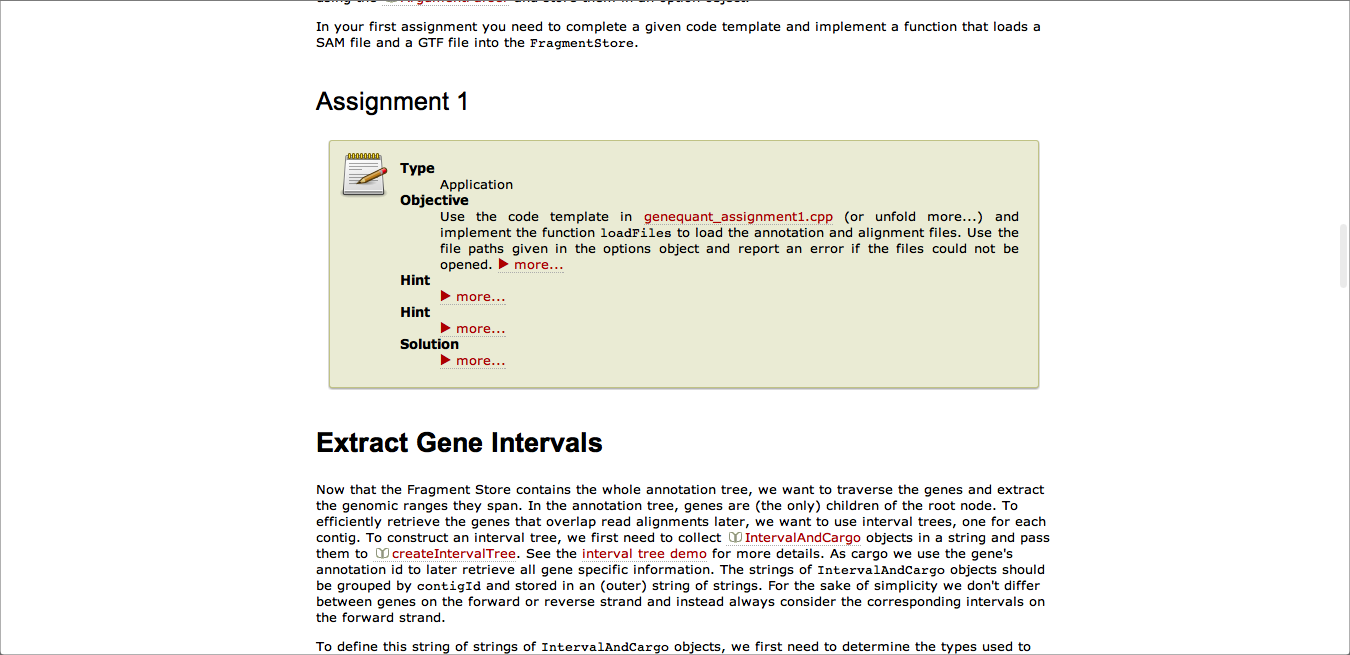 In your first assignment you need to complete a given code template and implement a function that loads a
SAM file and a GTF file into the FragmentStore.
Assignment 1
Type
Application
Objective
Use the code template in genequant_assignment1.cpp (or unfold more...) and
implement the function loadFiles to load the annotation and alignment files. Use the
file paths given in the options object and report an error if the files could not be
opened. ▶ more...
Hint
▶ more...
Hint
▶ more...
Solution
▶ more...
Extract Gene Intervals
Now that the Fragment Store contains the whole annotation tree, we want to traverse the genes and extract
the genomic ranges they span. In the annotation tree, genes are (the only) children of the root node. To
efficiently retrieve the genes that overlap read alignments later, we want to use interval trees, one for each
contig. To construct an interval tree, we first need to collect IntervalAndCargo objects in a string and pass
them to createIntervalTree. See the interval tree demo for more details. As cargo we use the gene's
annotation id to later retrieve all gene specific information. The strings of IntervalAndCargo objects should
be grouped by contigId and stored in an (outer) string of strings. For the sake of simplicity we don't differ
between genes on the forward or reverse strand and instead always consider the corresponding intervals on
the forward strand.
To define this string of strings of IntervalAndCargo objects, we first need to determine the types used to